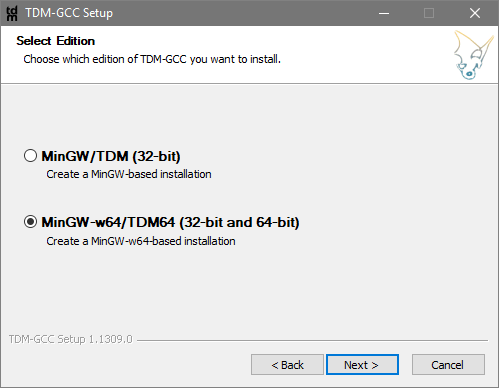 tdm TDM-GCC Setup
Select Edition
Choose which edition of TDM-GCC you want to install.
MinGW/TDM (32-bit)
Create a MinGW-based installation
MinGW-w64/TDM64 (32-bit and 64-bit)
Create a MinGW-w64-based installation
TDM-GCC Setup 1.1309.0
< Back Next > Cancel